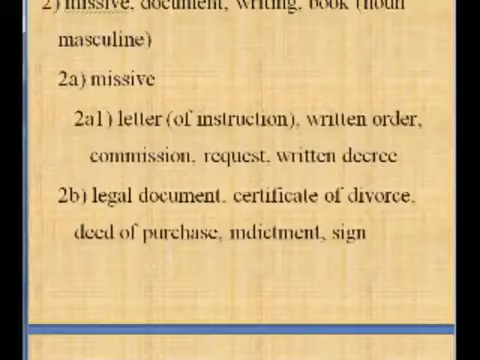 2) missive, document, writing, book (noun
masculine)
2a) missive
2a1) letter (of instruction), written order,
commission, request, written decree
2b) legal document, certificate of divorce,
deed of purchase, indictment, sign